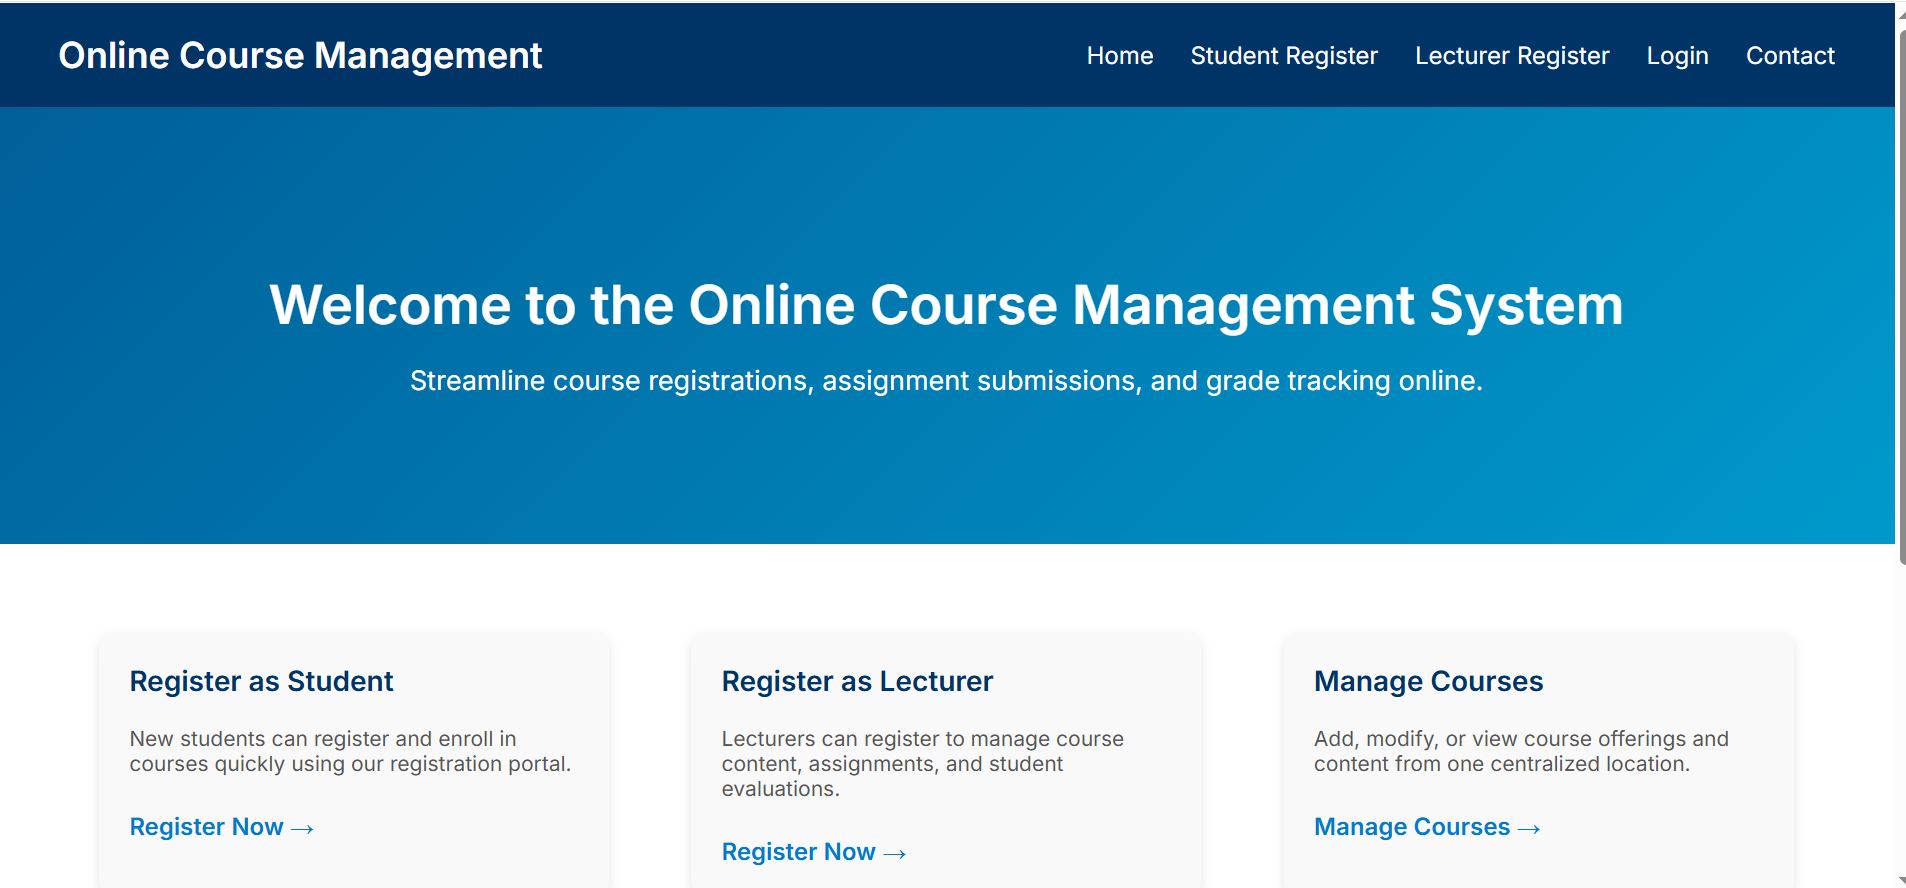 Online Course Management
Home Student Register Lecturer Register Login Contact
Welcome to the Online Course Management System
Streamline course registrations, assignment submissions, and grade tracking online.
Register as Student
New students can register and enroll in
courses quickly using our registration portal.
Register Now →
Register as Lecturer
Lecturers can register to manage course
content, assignments, and student
evaluations.
Register Now →
Manage Courses
Add, modify, or view course offerings and
content from one centralized location.
Manage Courses →